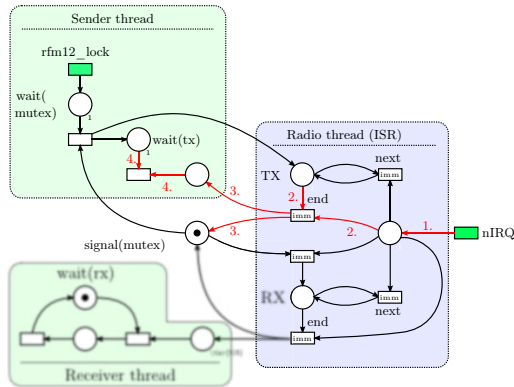 Sender thread
rfm12_lock
wait(
mutex)
1
wait(tx)
1
4.
4.
3.
Radio thread (ISR)
next
TX
imm
2.
end
imm
1.
nIRQ
3.
2.
signal(mutex)
imm
wait(rx)
RX
imm
next
end
imm
Receiver thread